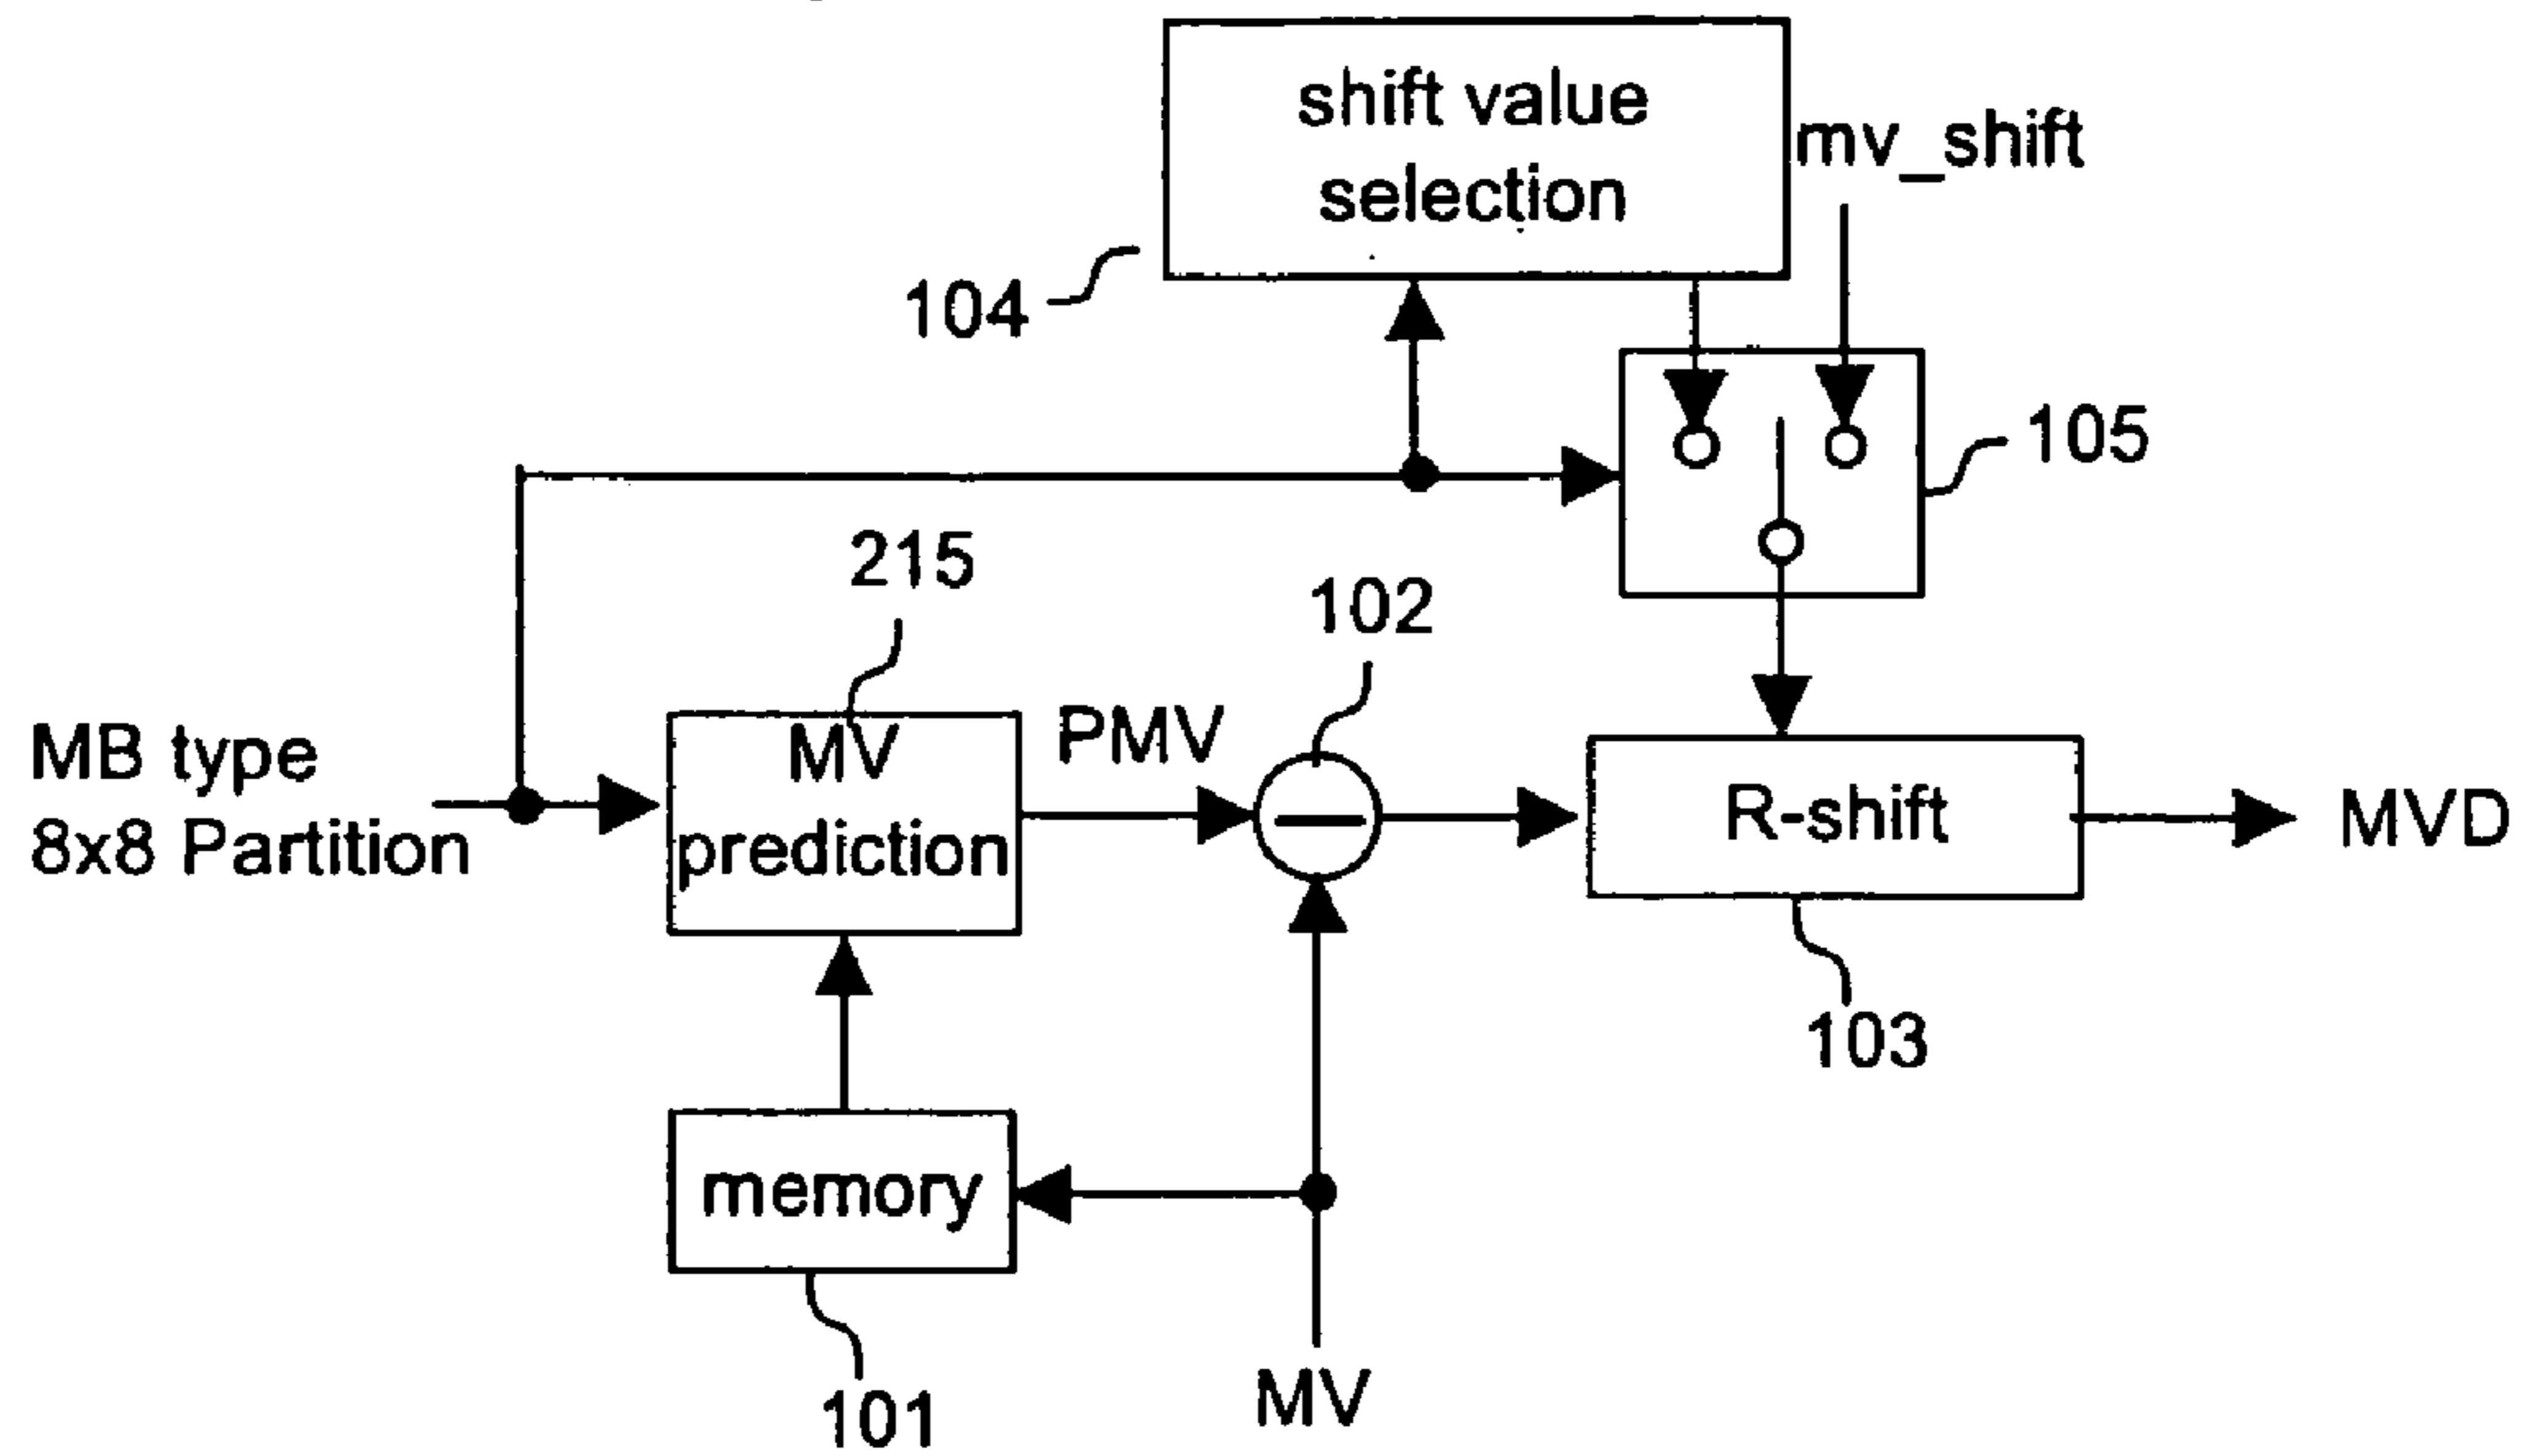 shift value
selection
mv_shift
104
105
215
102
MB type
8x8 Partition
MV
prediction
PMV
R-shift
MVD
103
memory
101
MV